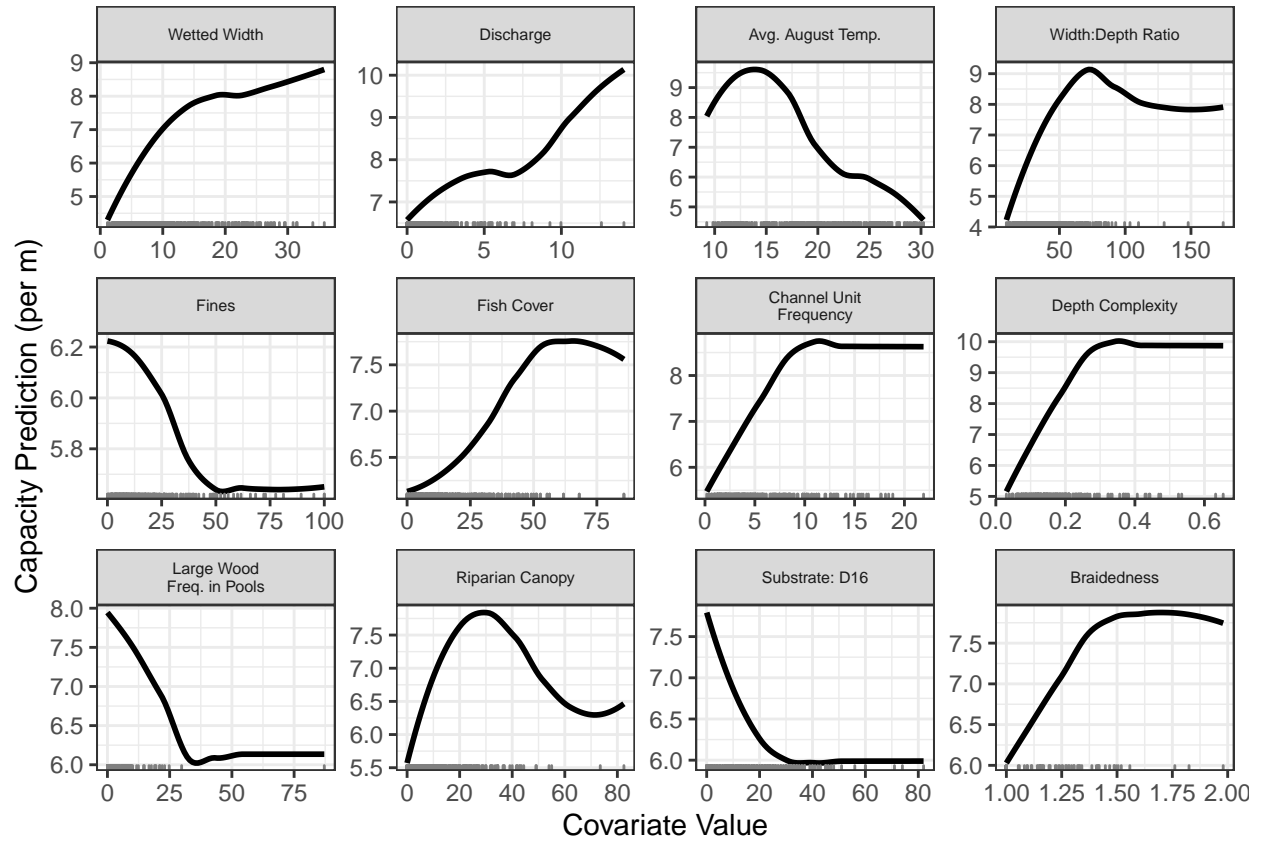 Wetted Width
Discharge
Avg. August Temp.
Width:Depth Ratio
9
8
7
6
5
0 10 20 30
10
9
8
7
0 5 10
9
8
7
6
5
10 15 20 25 30
9
8
7
6
5
4
50 100 150
Capacity Prediction (per m)
Fines
Fish Cover
Channel Unit
Frequency
Depth Complexity
6.2
6.0
5.8
0 25 50 75 100
7.5
7.0
6.5
0 25 50 75
8
7
6
0 5 10 15 20
10
9
8
7
6
5
0.0 0.2 0.4 0.6
Large Wood
Freq. in Pools
Riparian Canopy
Substrate: D16
Braidedness
8.0
7.5
7.0
6.5
6.0
0 25 50 75
7.5
7.0
6.5
6.0
5.5
0 20 40 60 80
7.5
7.0
6.5
6.0
0 20 40 60 80
7.5
7.0
6.5
6.0
1.00 1.25 1.50 1.75 2.00
Covariate Value